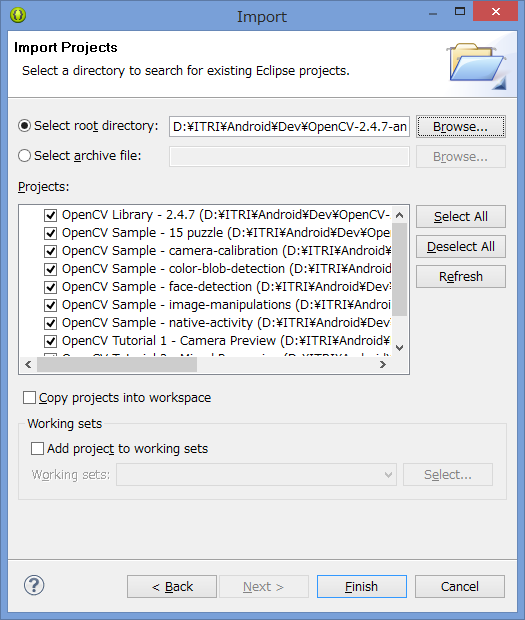 Import
Import Projects
Select a directory to search for existing Eclipse projects.
Select root directory:
D:¥ITRI¥Android¥Dev¥OpenCV-2.4.7-an
Browse...
Select archive file:
Browse...
Projects:
OpenCV Library - 2.4.7 (D:¥ITRI¥Android¥Dev¥OpenCV-
OpenCV Sample - 15 puzzle (D:¥ITRI¥Android¥Dev¥Ope
OpenCV Sample - camera-calibration (D:¥ITRI¥Android¥
OpenCV Sample - color-blob-detection (D:¥ITRI¥Android
OpenCV Sample - face-detection (D:¥ITRI¥Android¥Dev
OpenCV Sample - image-manipulations (D:¥ITRI¥Androi
OpenCV Sample - native-activity (D:¥ITRI¥Android¥Dev
OpenCV Tutorial 1 - Camera Preview (D:¥ITRI¥Android¥
Select All
Deselect All
Refresh
Copy projects into workspace
Working sets
Add project to working sets
Working sets:
Select...
?
< Back
Next >
Finish
Cancel